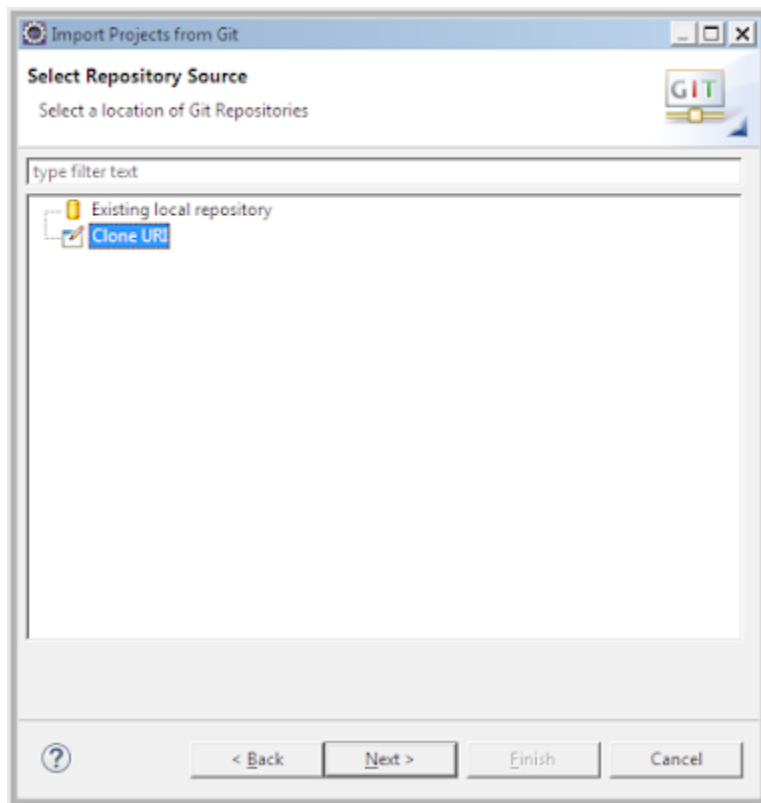 Import Projects from Git
Select Repository Source
Select a location of Git Repositories
GIT
type filter text
Existing local repository
Clone URI
?
< Back
Next >
Finish
Cancel